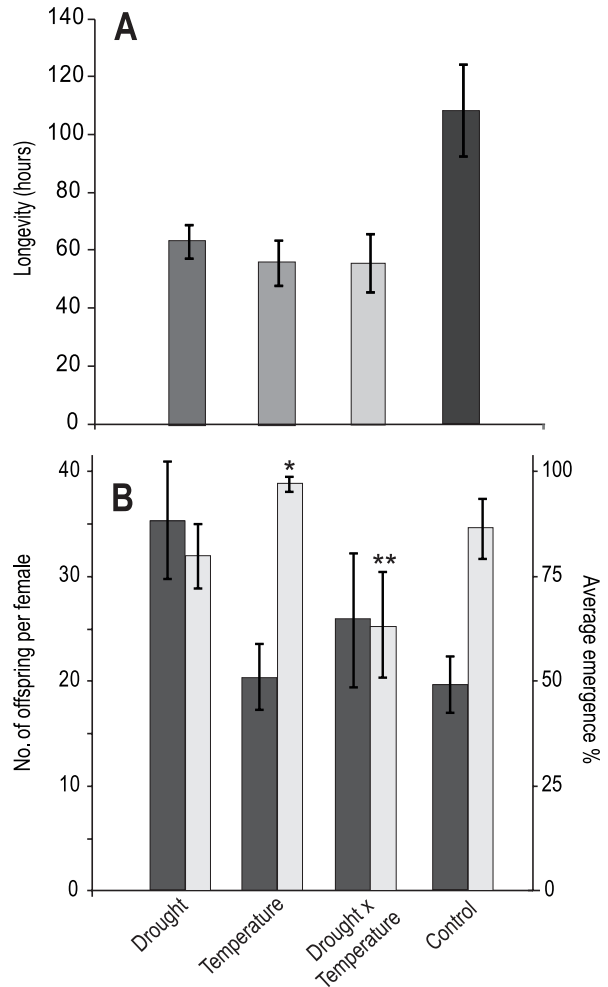 A
Longevity (hours)
140
120
100
80
60
40
20
0
B
No. of offspring per female
40
30
20
10
0
*
**
100
75
50
25
0
Average emergence %
Drought
Temperature
Drought x
Temperature
Control